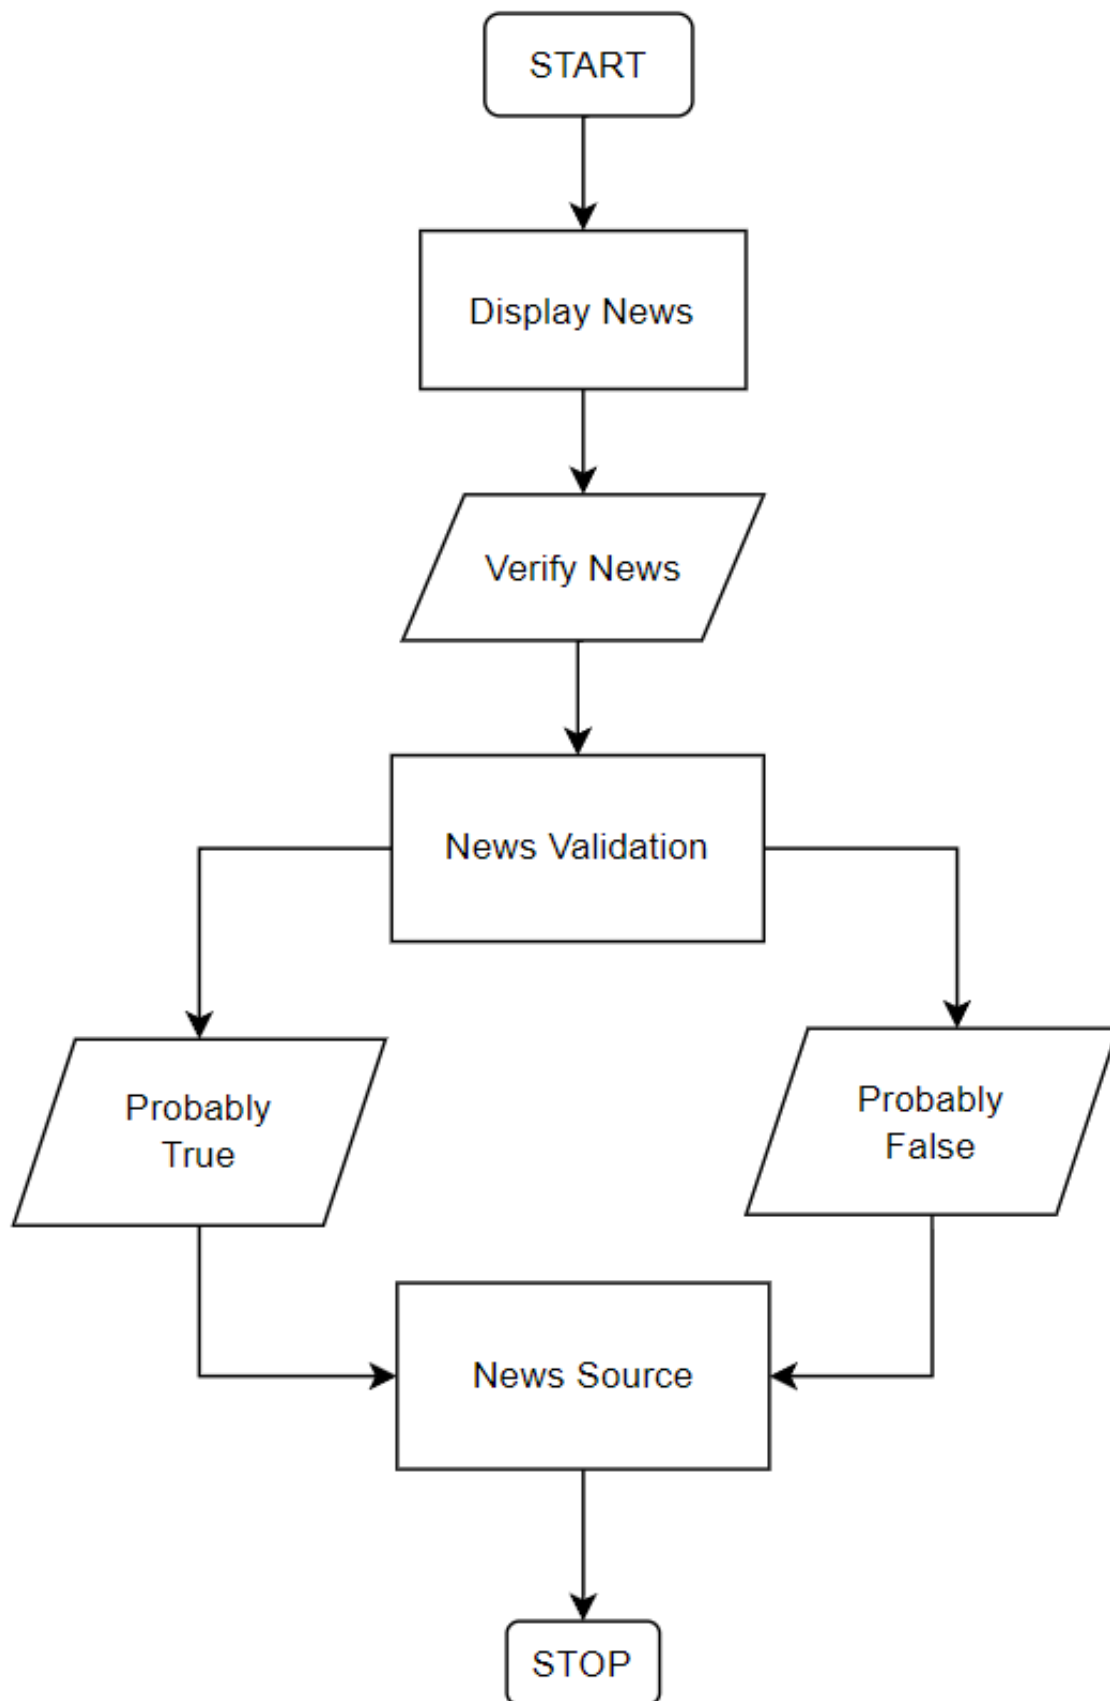 START
Display News
Verify News
News Validation
Probably
True
Probably
False
News Source
STOP